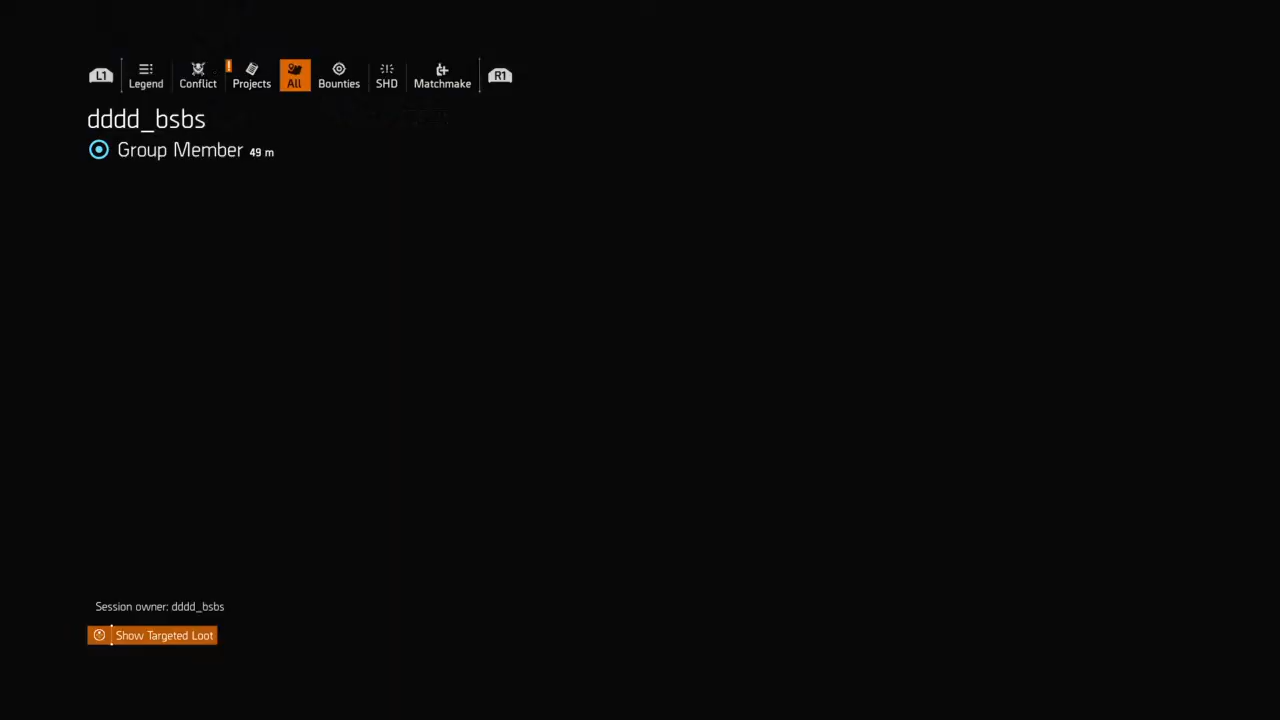 L1 Legend Conflict ! Projects All Bounties SHD Matchmake R1
dddd_bsbs
Group Member 49 m
Session owner: dddd_bsbs
Show Targeted Loot